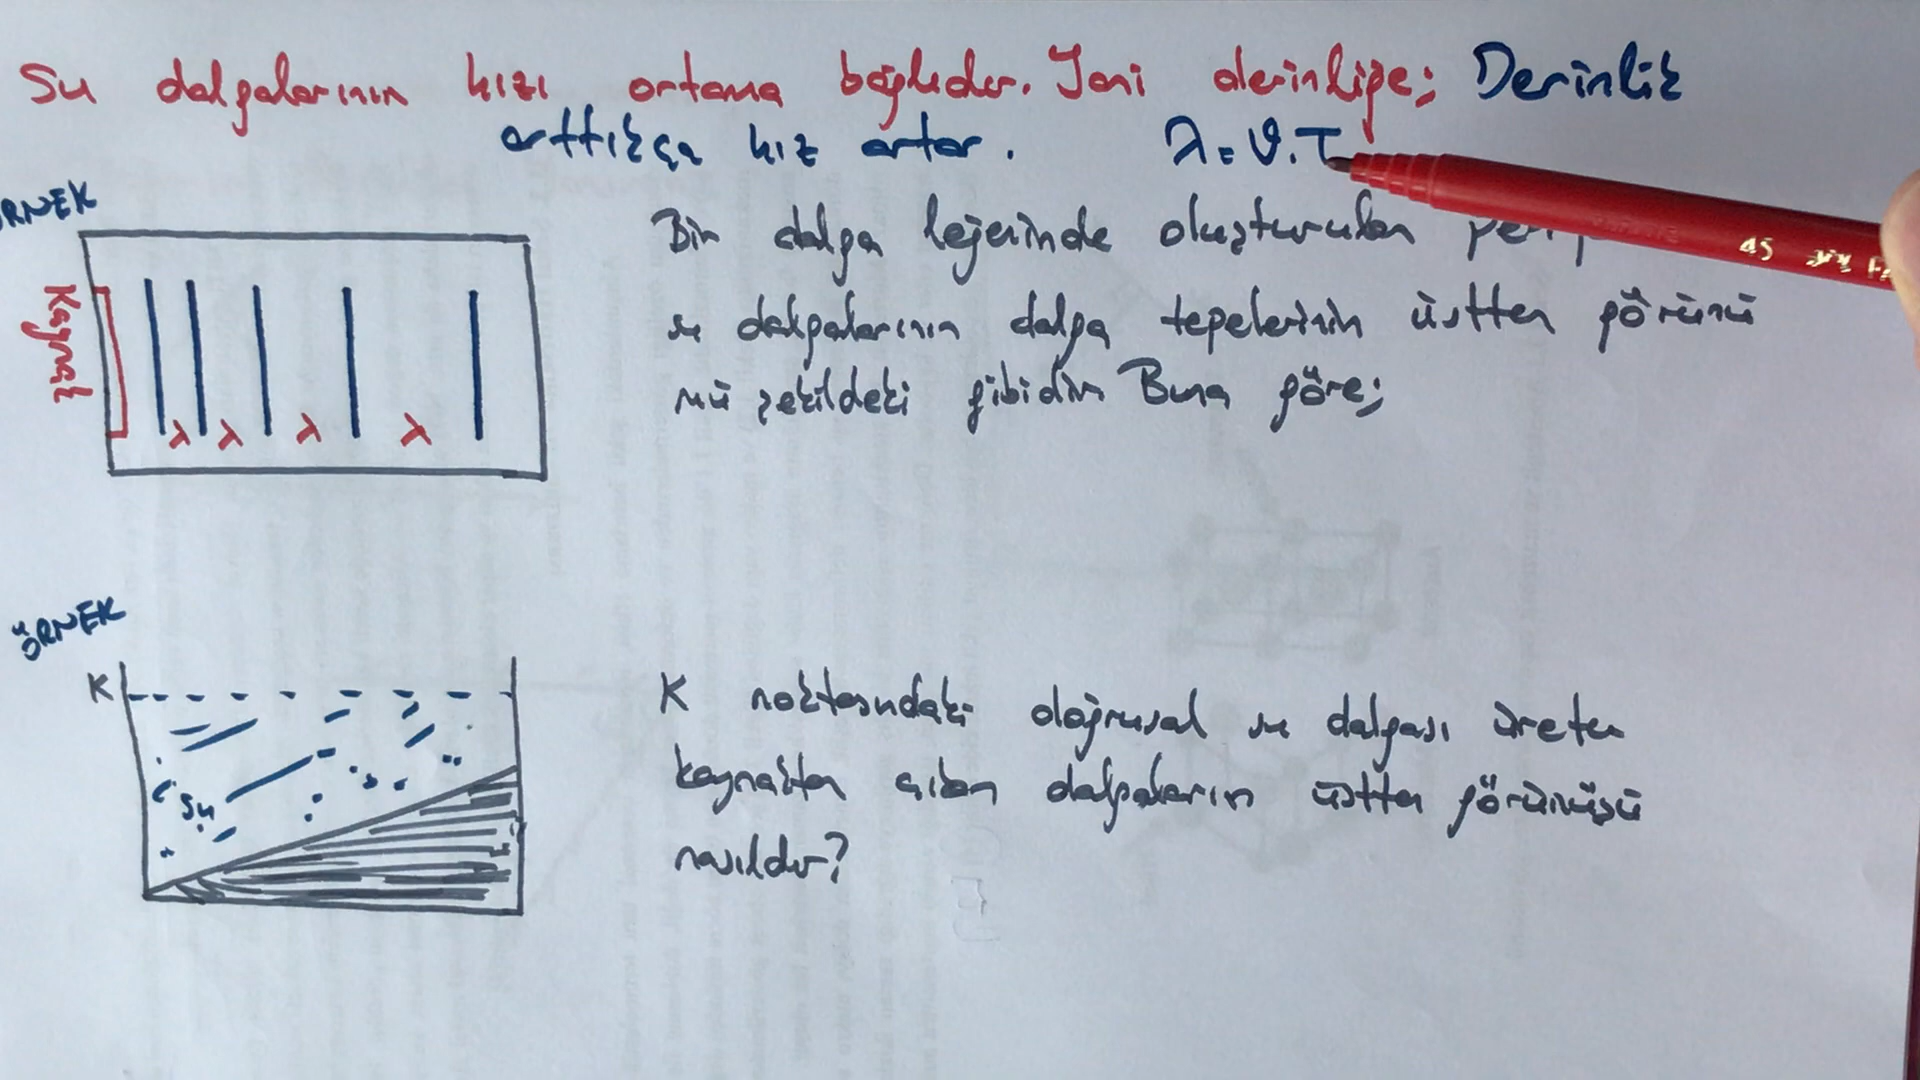 Su dalgalarının hızı ortama bağlıdır. Yani derinliğe; Derinlik
arttıkça hız artar. λ = ϑ.T
RNEK
Kaynak
λ λ λ λ
Bir dalga leğeninde oluşturulan
su dalgalarının dalga tepelerinin üstten görünü
mü şekildeki gibidir. Buna göre;
ÖRNEK
K
Su
K noktasındaki doğrusal su dalgası üreten
kaynaktan çıkan dalgaların üstten görünüşü
nasıldır?
45